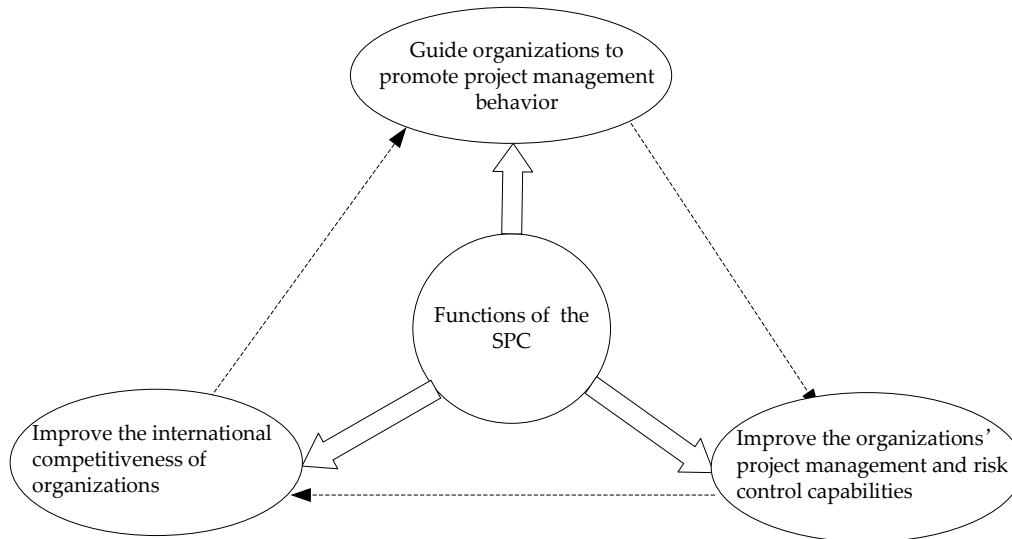 Guide organizations to
promote project management
behavior
Functions of the
SPC
Improve the international
competitiveness of
organizations
Improve the organizations’
project management and risk
control capabilities